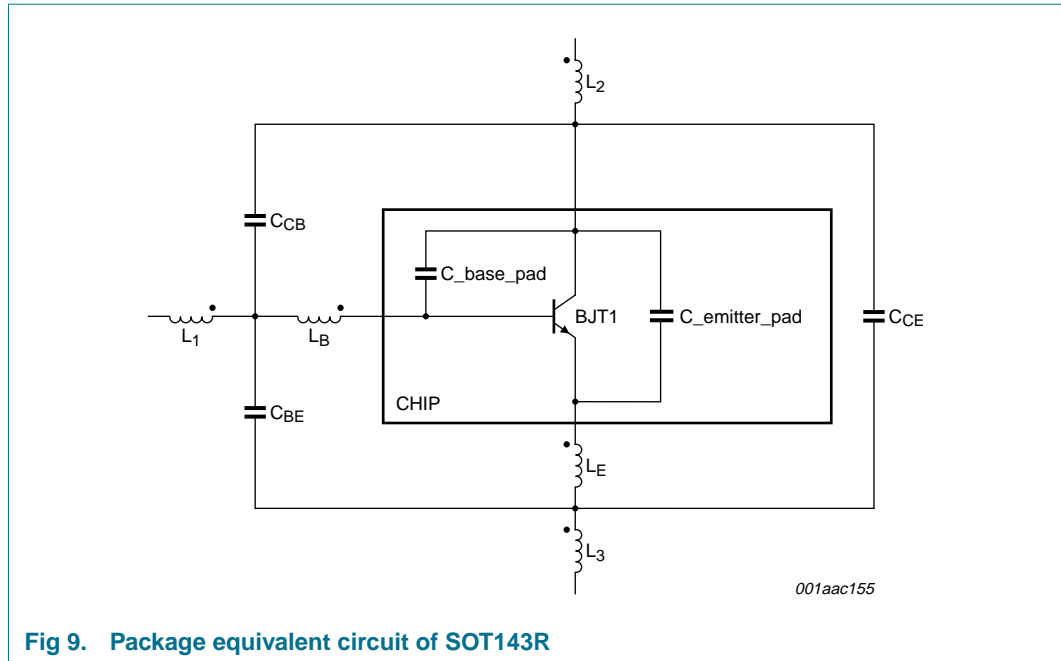 L2
CCB
C_base_pad
BJT1
C_emitter_pad
CCE
L1
LB
CBE
CHIP
LE
L3
001aac155
Fig 9. Package equivalent circuit of SOT143R